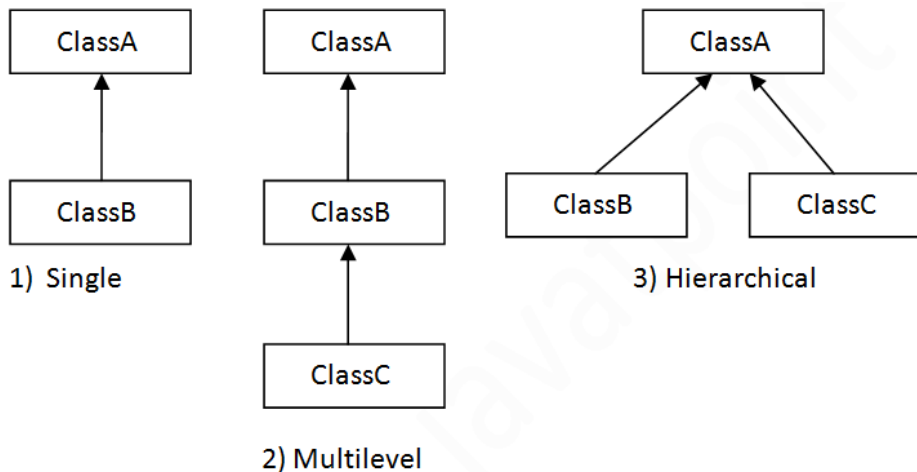 ClassA
ClassB
1) Single
ClassA
ClassB
ClassC
2) Multilevel
ClassA
ClassB
ClassC
3) Hierarchical